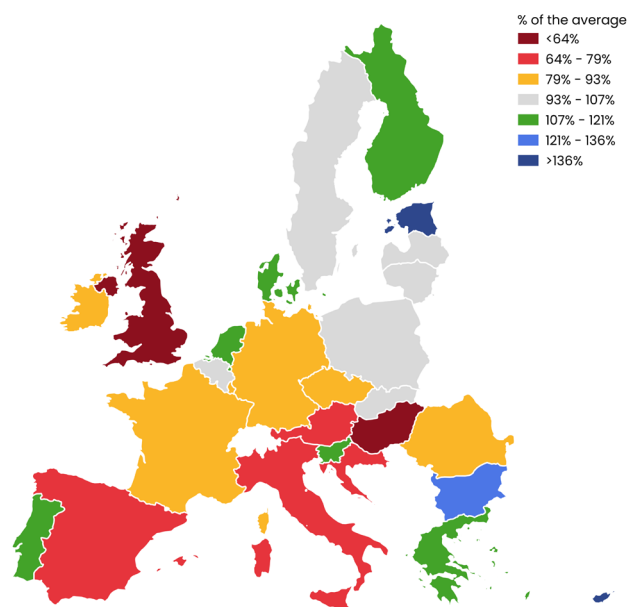 % of the average
<64%
64% - 79%
79% - 93%
93% - 107%
107% - 121%
121% - 136%
>136%